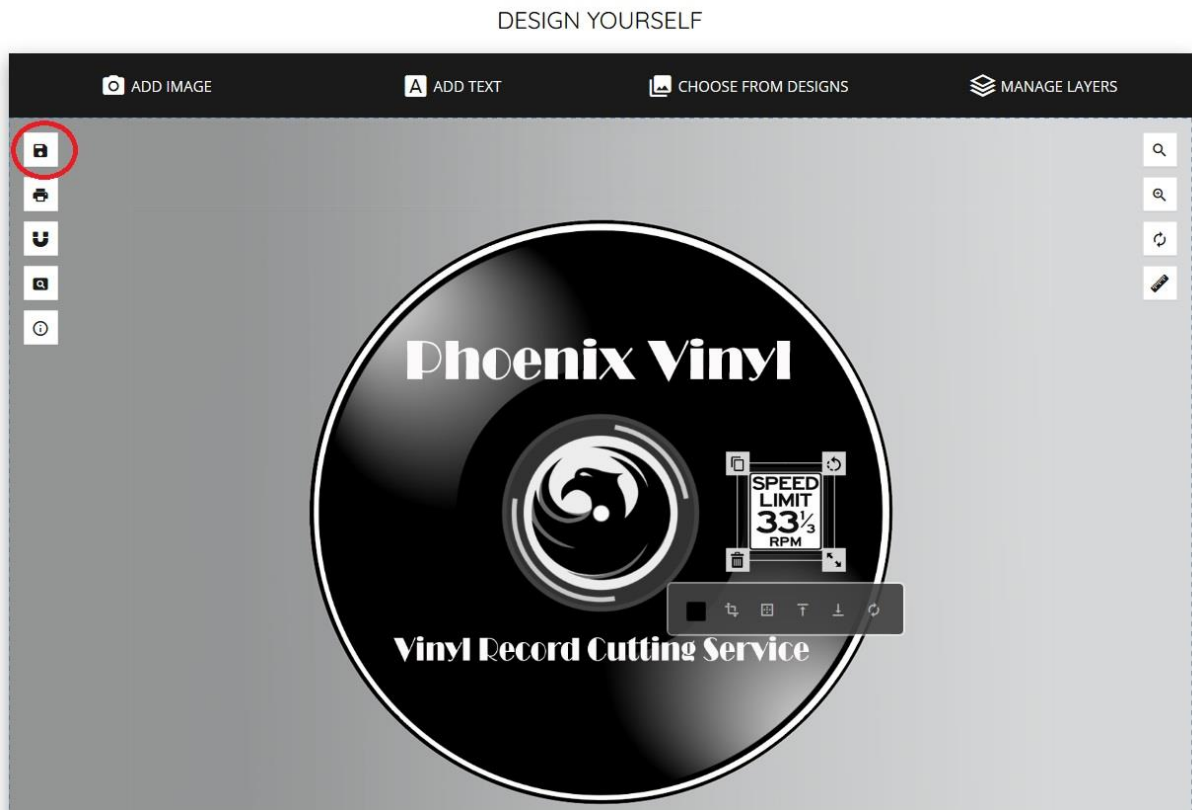 DESIGN YOURSELF
ADD IMAGE
A ADD TEXT
CHOOSE FROM DESIGNS
MANAGE LAYERS
Phoenix Vinyl
SPEED
LIMIT
33⅓
RPM
Vinyl Record Cutting Service